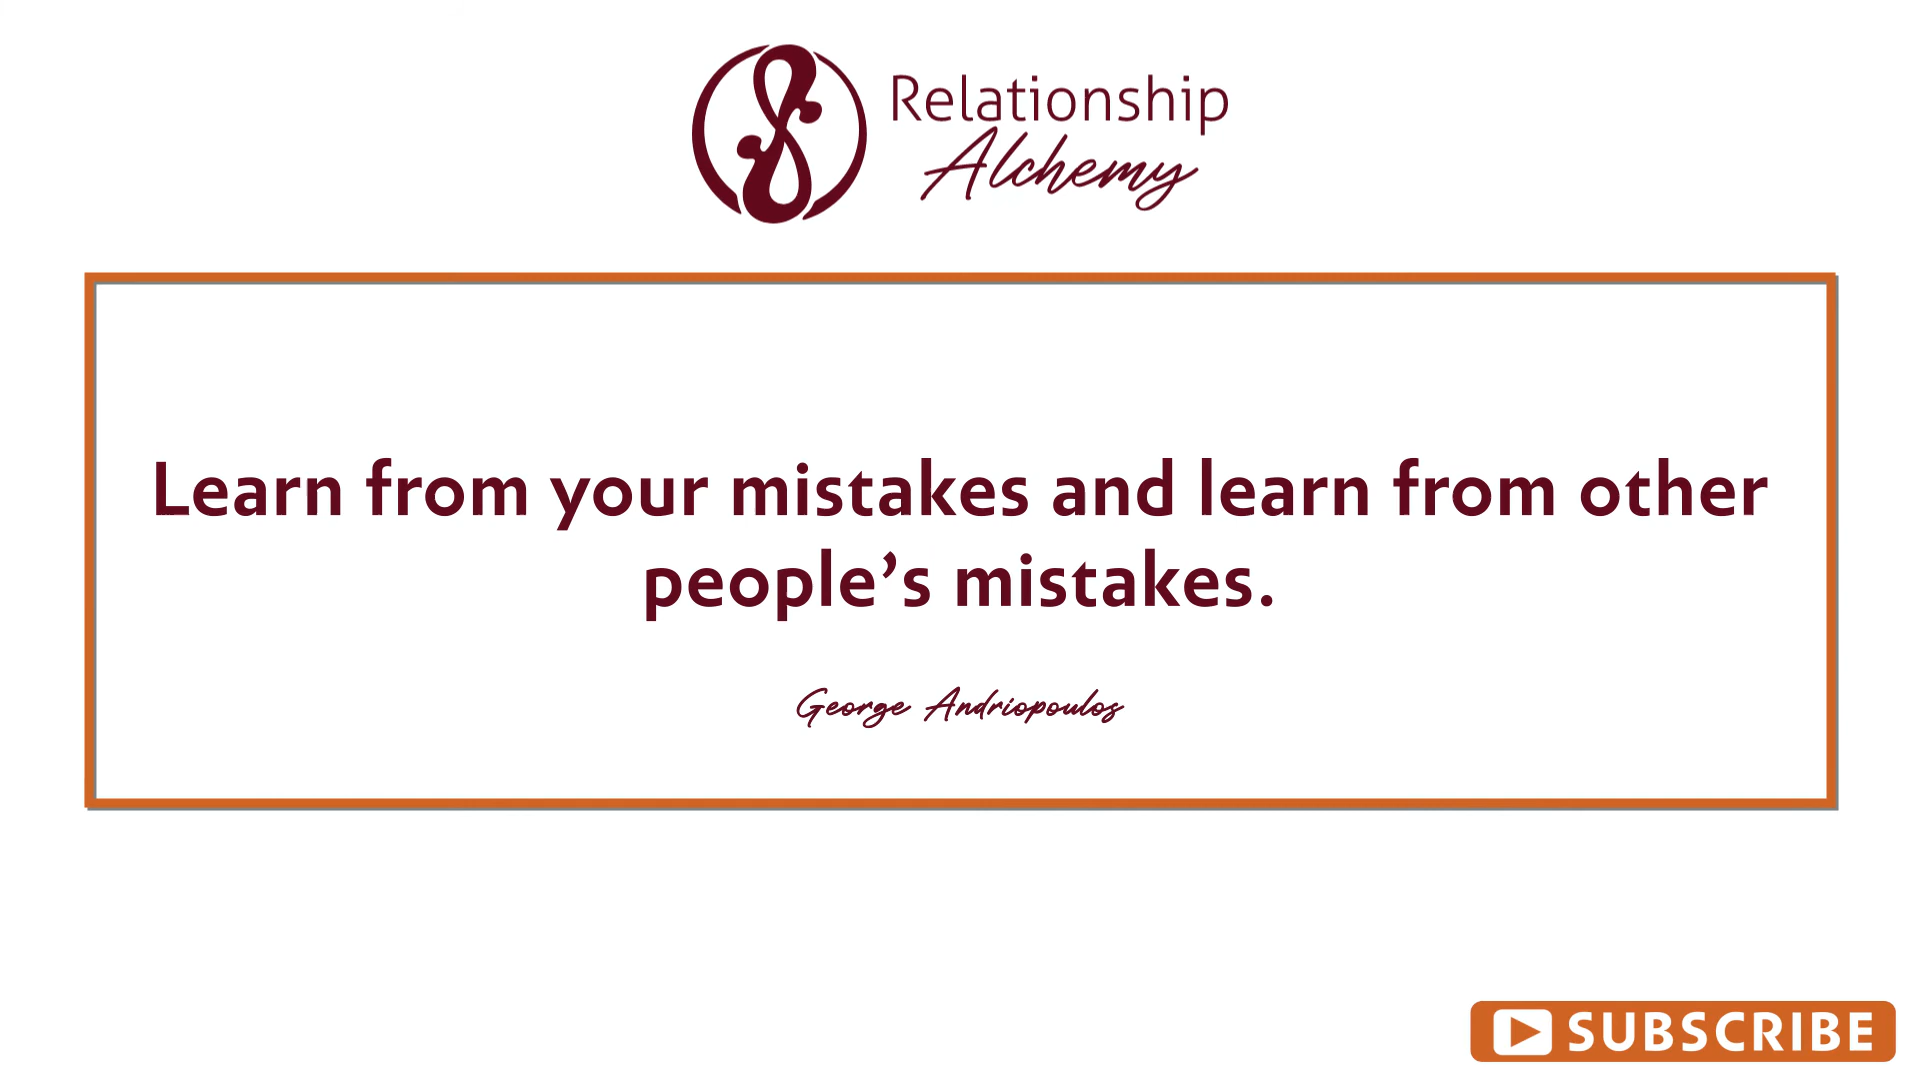 Relationship
Alchemy
Learn from your mistakes and learn from other
people’s mistakes.
George Andriopoulos
SUBSCRIBE